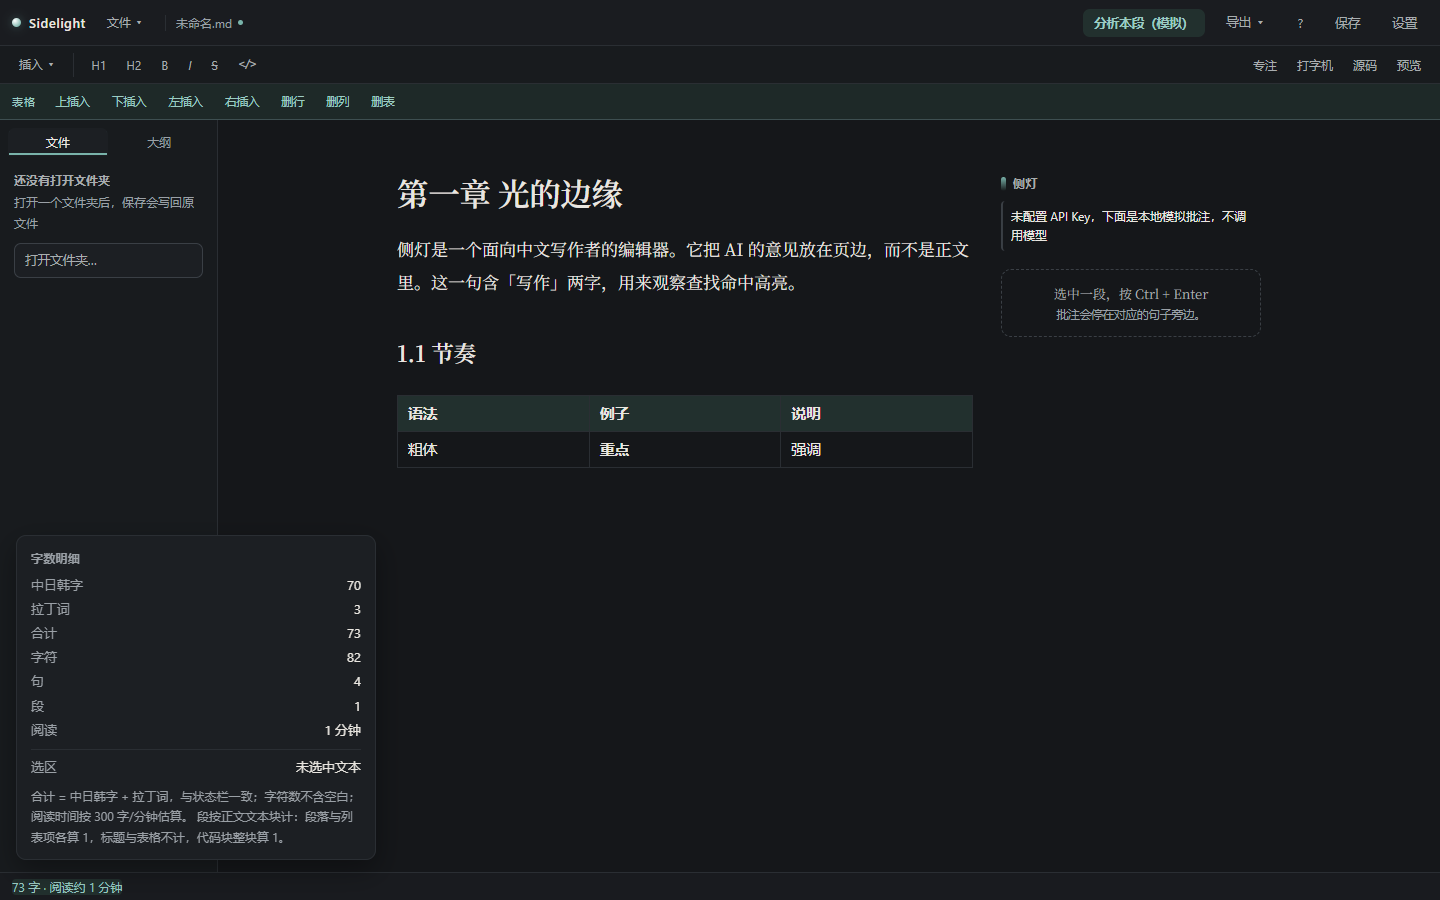 Sidelight 文件 未命名.md 分析本段（模拟） 导出 ? 保存 设置
插入 H1 H2 B I S </> 专注 打字机 源码 预览
表格 上插入 下插入 左插入 右插入 删行 删列 删表
文件 大纲
还没有打开文件夹
打开一个文件夹后，保存会写回原
文件
打开文件夹...
第一章 光的边缘
侧灯是一个面向中文写作者的编辑器。它把 AI 的意见放在页边，而不是正文
里。这一句含「写作」两字，用来观察查找命中高亮。
1.1 节奏
语法 例子 说明
粗体 重点 强调
侧灯
未配置 API Key，下面是本地模拟批注，不调
用模型
选中一段，按 Ctrl + Enter
批注会停在对应的句子旁边。
字数明细
中日韩字 70
拉丁词 3
合计 73
字符 82
句 4
段 1
阅读 1 分钟
选区 未选中文本
合计 = 中日韩字 + 拉丁词，与状态栏一致；字符数不含空白；
阅读时间按 300 字/分钟估算。 段按正文文本块计：段落与列
表项各算 1，标题与表格不计，代码块整块算 1。
73 字 · 阅读约 1 分钟